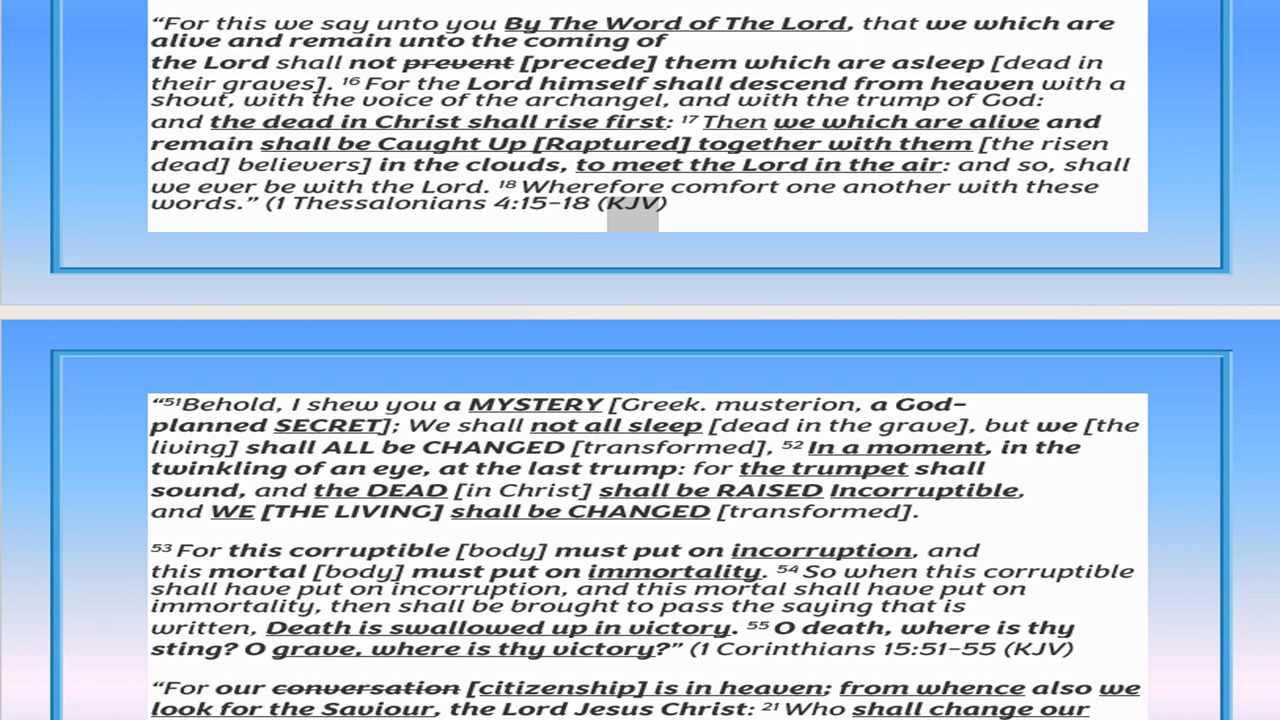 “For this we say unto you By The Word of The Lord, that we which are
alive and remain unto the coming of
the Lord shall not prevent [precede] them which are asleep [dead in
their graves]. ¹⁶ For the Lord himself shall descend from heaven with a
shout, with the voice of the archangel, and with the trump of God:
and the dead in Christ shall rise first: ¹⁷ Then we which are alive and
remain shall be Caught Up [Raptured] together with them [the risen
dead] believers] in the clouds, to meet the Lord in the air: and so, shall
we ever be with the Lord. ¹⁸ Wherefore comfort one another with these
words.” (1 Thessalonians 4:15–18 (KJV)
“⁵¹Behold, I shew you a MYSTERY [Greek. musterion, a God–
planned SECRET]; We shall not all sleep [dead in the grave], but we [the
living] shall ALL be CHANGED [transformed], ⁵² In a moment, in the
twinkling of an eye, at the last trump: for the trumpet shall
sound, and the DEAD [in Christ] shall be RAISED Incorruptible,
and WE [THE LIVING] shall be CHANGED [transformed].
⁵³ For this corruptible [body] must put on incorruption, and
this mortal [body] must put on immortality. ⁵⁴ So when this corruptible
shall have put on incorruption, and this mortal shall have put on
immortality, then shall be brought to pass the saying that is
written, Death is swallowed up in victory. ⁵⁵ O death, where is thy
sting? O grave, where is thy victory?” (1 Corinthians 15:51–55 (KJV)
“For our conversation [citizenship] is in heaven; from whence also we
look for the Saviour, the Lord Jesus Christ: ²¹ Who shall change our